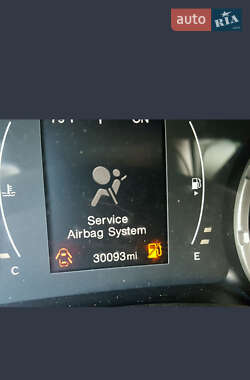 auto RIA
Service
Airbag System
30093mi
C
E